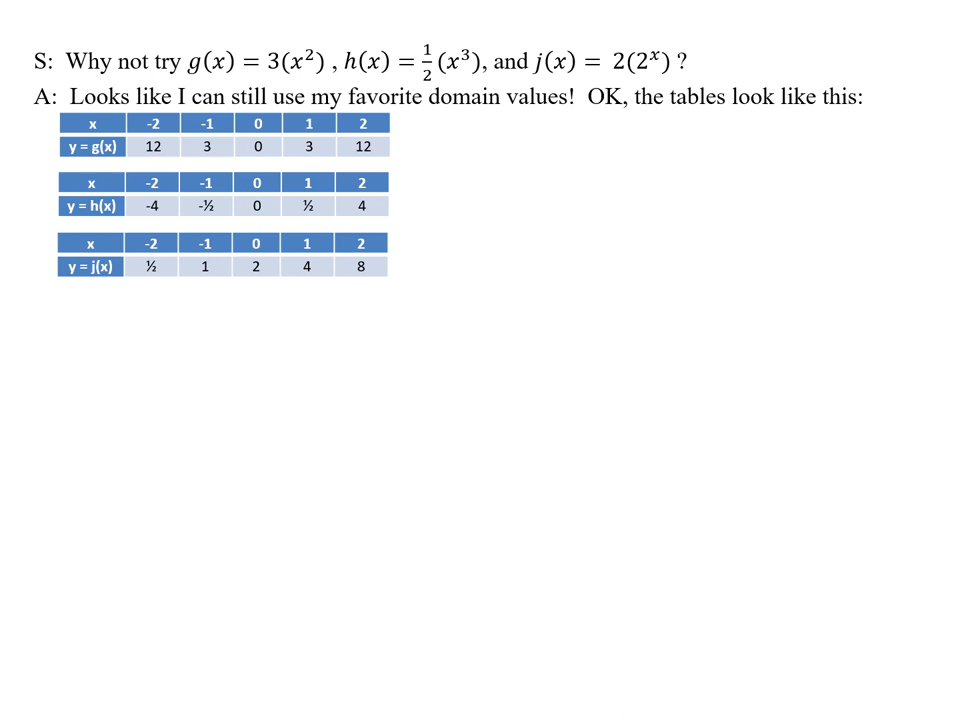 S: Why not try 𝑔(𝑥) = 3(𝑥²) , ℎ(𝑥) = ½(𝑥³), and 𝑗(𝑥) = 2(2ˣ) ?
A: Looks like I can still use my favorite domain values! OK, the tables look like this:
x -2 -1 0 1 2
y = g(x) 12 3 0 3 12
x -2 -1 0 1 2
y = h(x) -4 -½ 0 ½ 4
x -2 -1 0 1 2
y = j(x) ½ 1 2 4 8